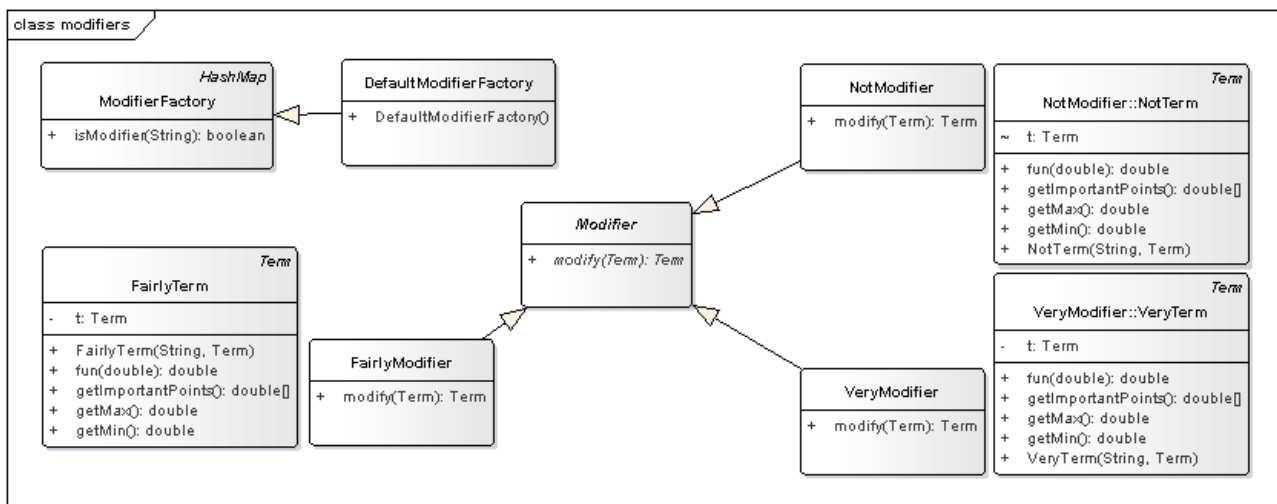 class modifiers
HashMap
ModifierFactory
+ isModifier(String): boolean
DefaultModifierFactory
+ DefaultModifierFactory()
NotModifier
+ modify(Term): Term
Term
NotModifier::NotTerm
~ t: Term
+ fun(double): double
+ getImportantPoints(): double[]
+ getMax(): double
+ getMin(): double
+ NotTerm(String, Term)
Modifier
+ modify(Term): Term
Term
FairlyTerm
- t: Term
+ FairlyTerm(String, Term)
+ fun(double): double
+ getImportantPoints(): double[]
+ getMax(): double
+ getMin(): double
FairlyModifier
+ modify(Term): Term
VeryModifier
+ modify(Term): Term
Term
VeryModifier::VeryTerm
- t: Term
+ fun(double): double
+ getImportantPoints(): double[]
+ getMax(): double
+ getMin(): double
+ VeryTerm(String, Term)